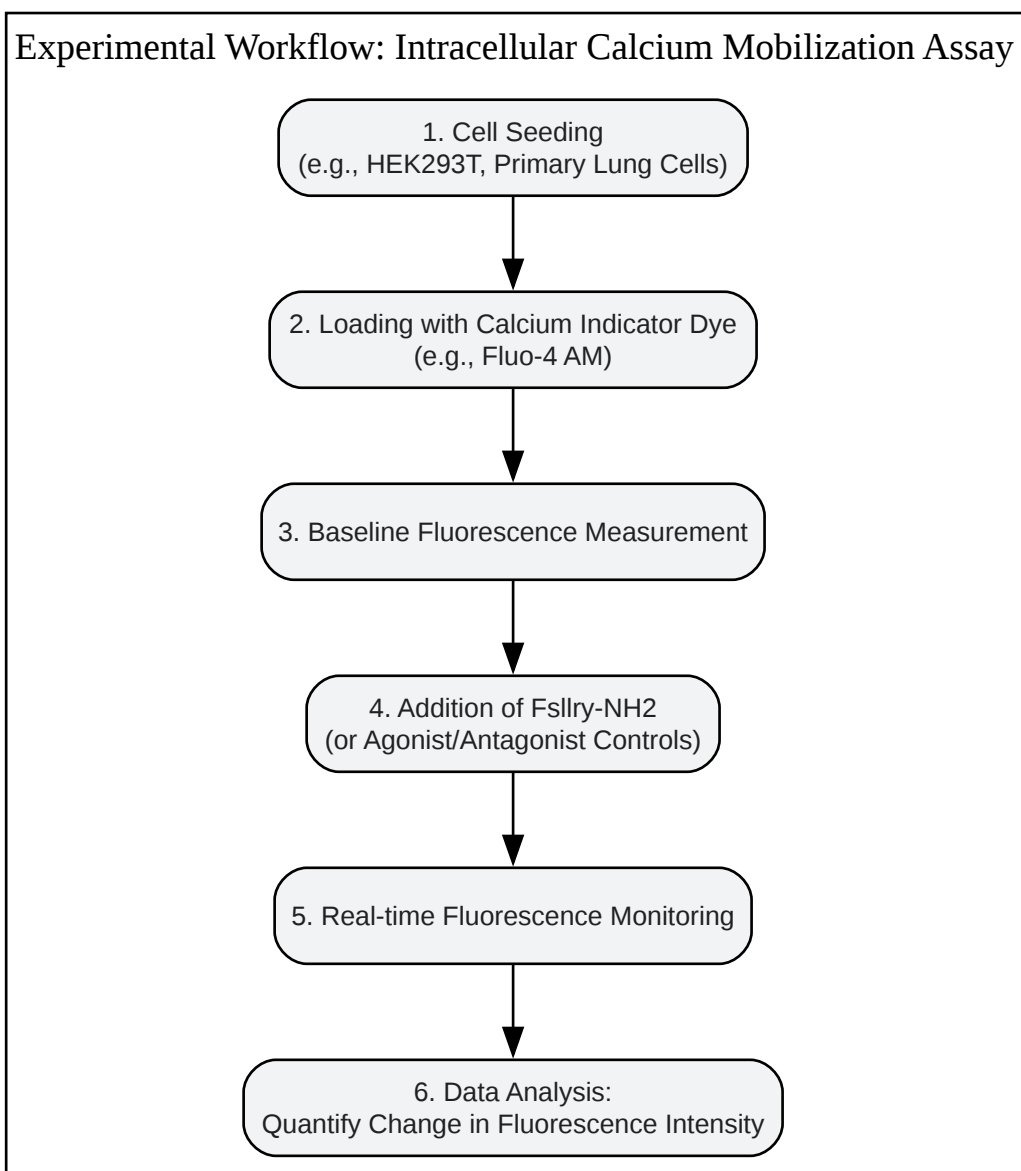 Experimental Workflow: Intracellular Calcium Mobilization Assay
1. Cell Seeding
(e.g., HEK293T, Primary Lung Cells)
2. Loading with Calcium Indicator Dye
(e.g., Fluo-4 AM)
3. Baseline Fluorescence Measurement
4. Addition of Fsllry-NH2
(or Agonist/Antagonist Controls)
5. Real-time Fluorescence Monitoring
6. Data Analysis:
Quantify Change in Fluorescence Intensity